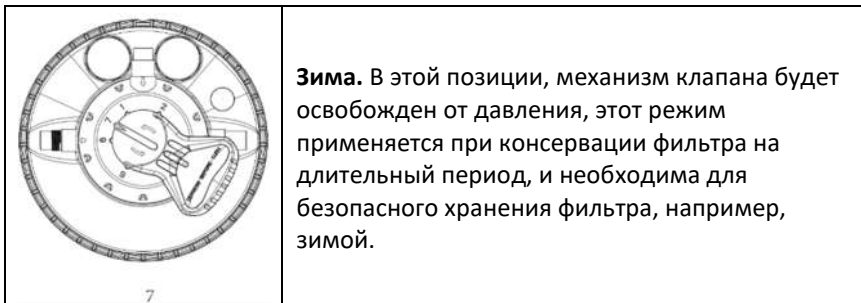 Зима. В этой позиции, механизм клапана будет
освобожден от давления, этот режим
применяется при консервации фильтра на
длительный период, и необходима для
безопасного хранения фильтра, например,
зимой.
7